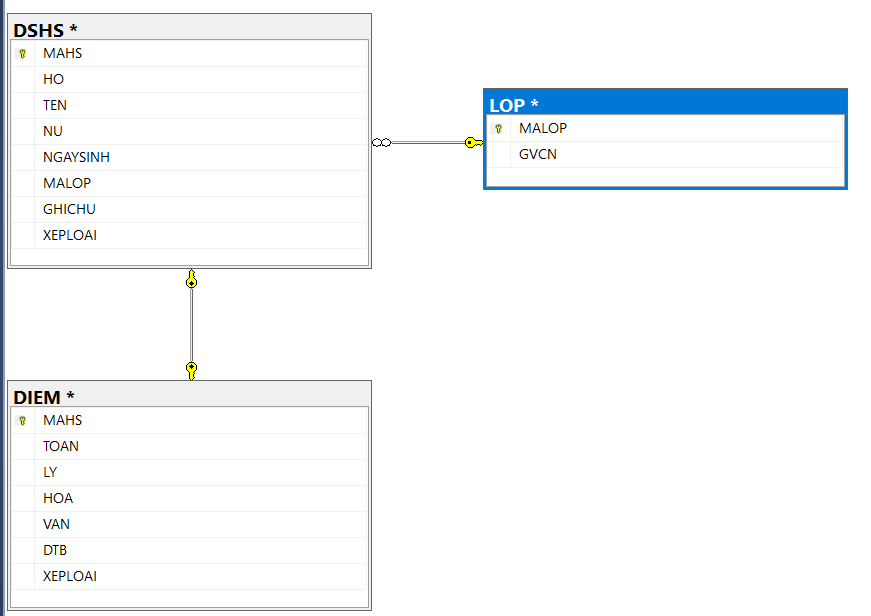 DSHS *
MAHS
HO
TEN
NU
NGAYSINH
MALOP
GHICHU
XEPLOAI
LOP *
MALOP
GVCN
DIEM *
MAHS
TOAN
LY
HOA
VAN
DTB
XEPLOAI